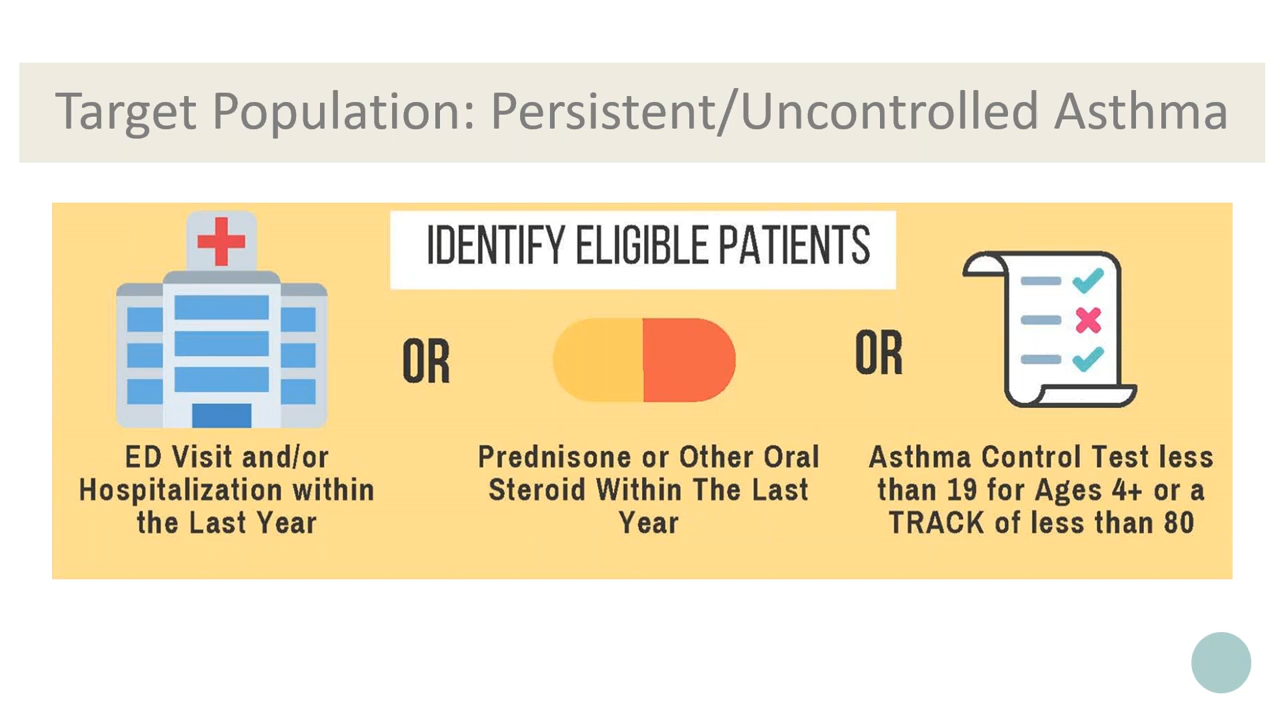 Target Population: Persistent/Uncontrolled Asthma
IDENTIFY ELIGIBLE PATIENTS
OR
OR
ED Visit and/or
Hospitalization within
the Last Year
Prednisone or Other Oral
Steroid Within The Last
Year
Asthma Control Test less
than 19 for Ages 4+ or a
TRACK of less than 80